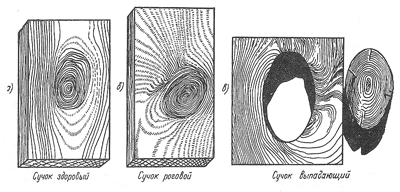 г)
б)
в)
Сучок здоровый
Сучок роговой
Сучок выпадающий